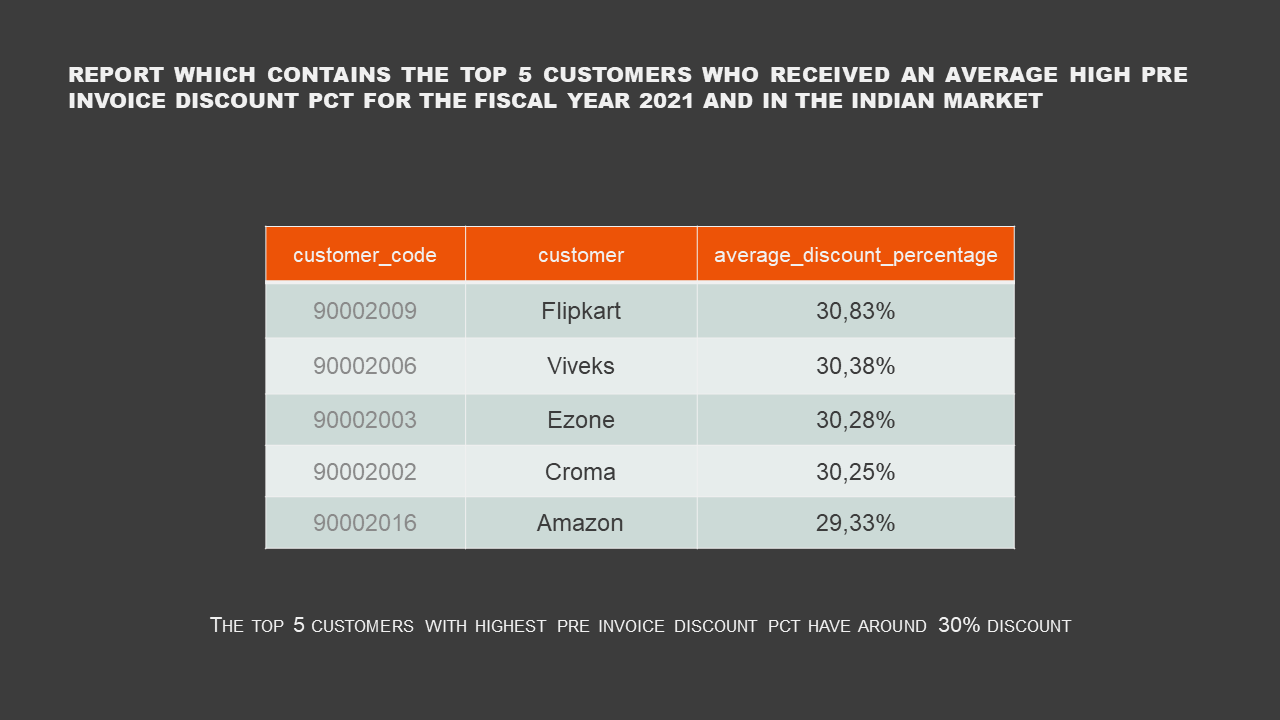 REPORT WHICH CONTAINS THE TOP 5 CUSTOMERS WHO RECEIVED AN AVERAGE HIGH PRE
INVOICE DISCOUNT PCT FOR THE FISCAL YEAR 2021 AND IN THE INDIAN MARKET
customer_code customer average_discount_percentage
90002009 Flipkart 30,83%
90002006 Viveks 30,38%
90002003 Ezone 30,28%
90002002 Croma 30,25%
90002016 Amazon 29,33%
The top 5 customers with highest pre invoice discount pct have around 30% discount